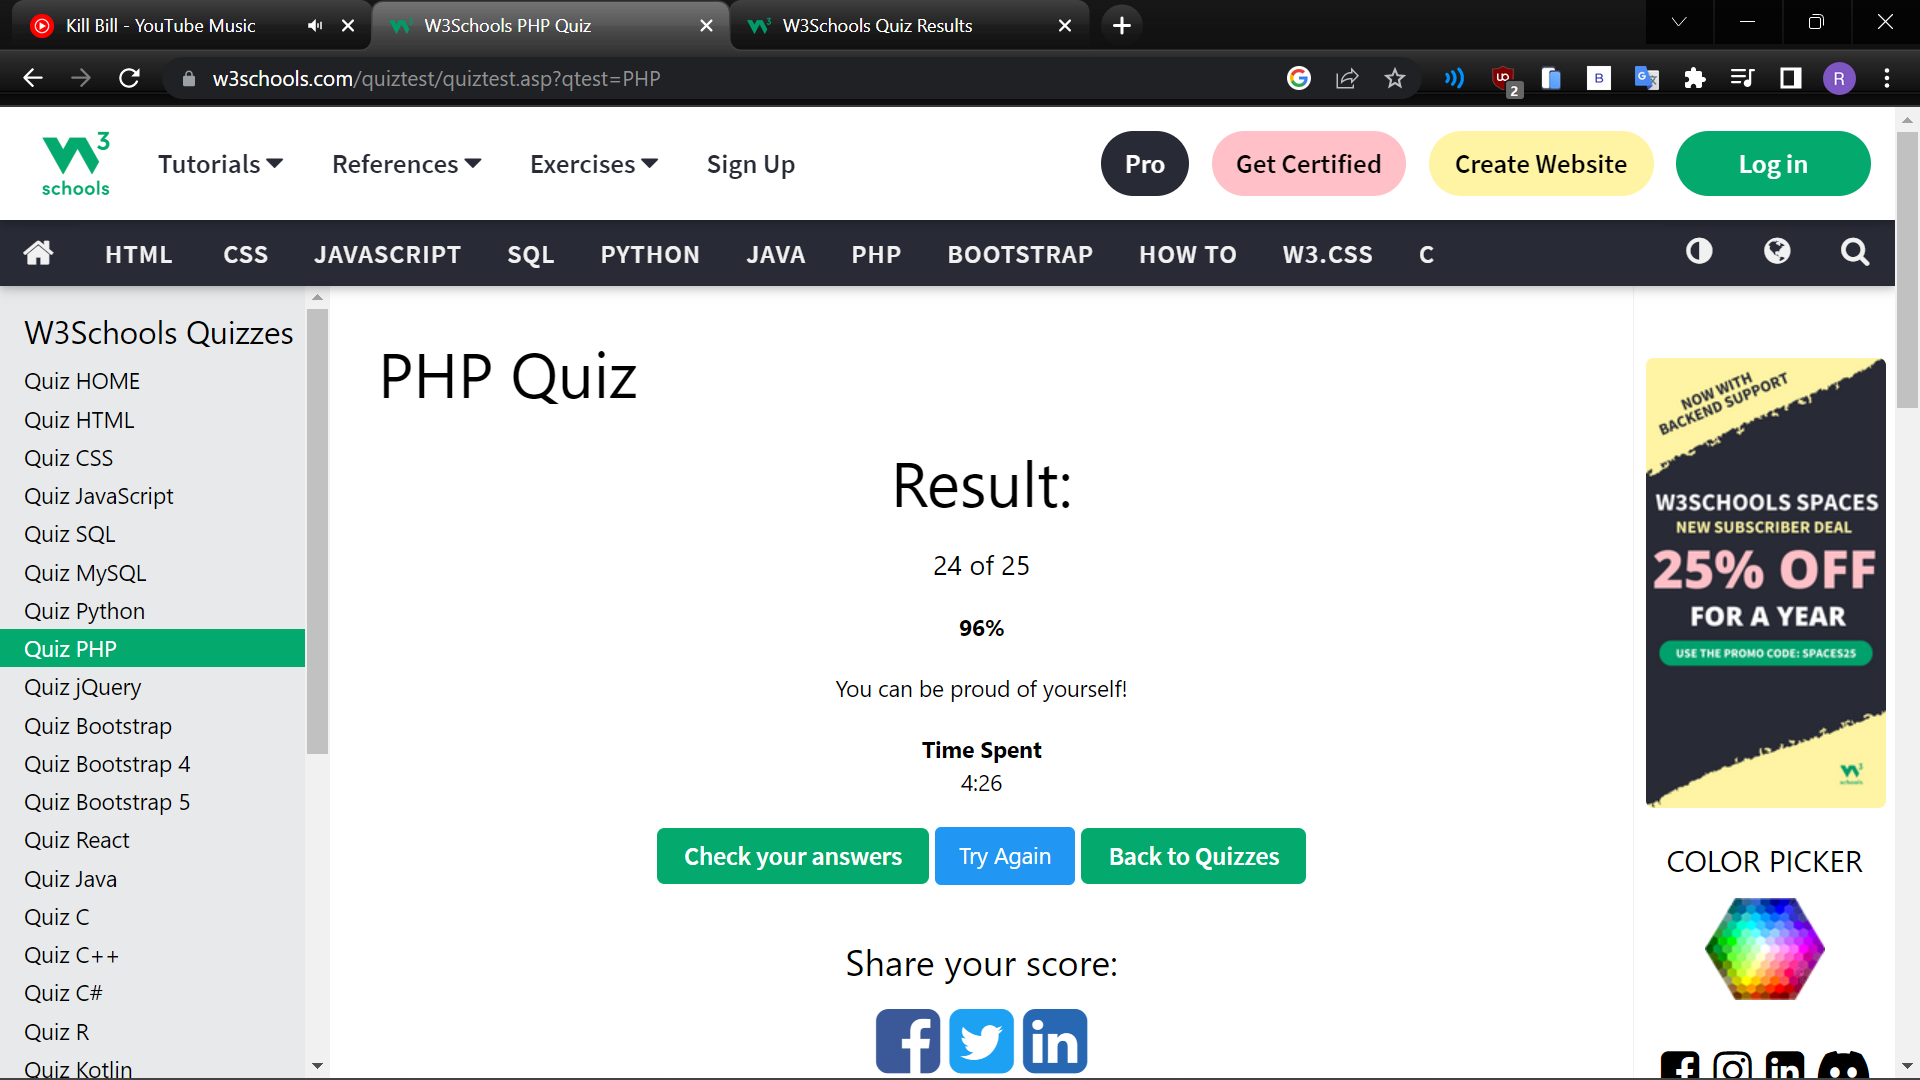 Kill Bill - YouTube Music
W3Schools PHP Quiz
W3Schools Quiz Results
w3schools.com/quiztest/quiztest.asp?qtest=PHP
2
B
G
R
3
schools
Tutorials
References
Exercises
Sign Up
Pro
Get Certified
Create Website
Log in
HTML
CSS
JAVASCRIPT
SQL
PYTHON
JAVA
PHP
BOOTSTRAP
HOW TO
W3.CSS
C
W3Schools Quizzes
Quiz HOME
Quiz HTML
Quiz CSS
Quiz JavaScript
Quiz SQL
Quiz MySQL
Quiz Python
Quiz PHP
Quiz jQuery
Quiz Bootstrap
Quiz Bootstrap 4
Quiz Bootstrap 5
Quiz React
Quiz Java
Quiz C
Quiz C++
Quiz C#
Quiz R
Quiz Kotlin
PHP Quiz
Result:
24 of 25
96%
You can be proud of yourself!
Time Spent
4:26
Check your answers
Try Again
Back to Quizzes
Share your score:
NOW WITH
BACKEND SUPPORT
W3SCHOOLS SPACES
NEW SUBSCRIBER DEAL
25% OFF
FOR A YEAR
USE THE PROMO CODE: SPACES25
COLOR PICKER